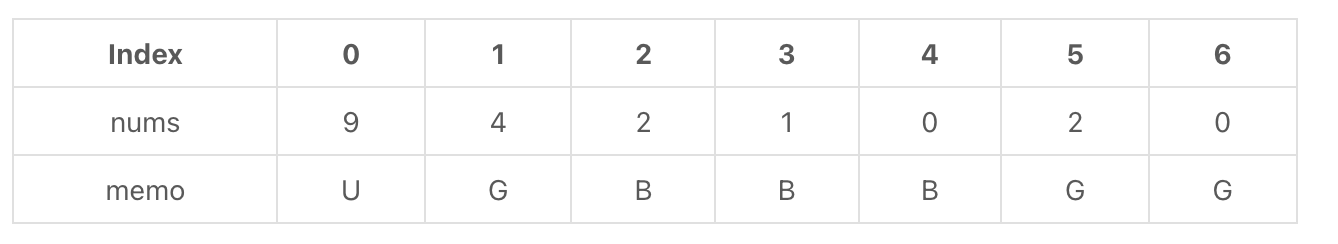 Index 0 1 2 3 4 5 6
nums 9 4 2 1 0 2 0
memo U G B B B G G